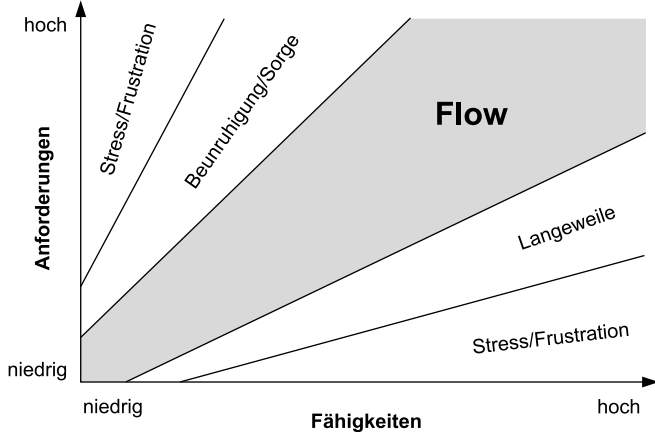 hoch
Stress/Frustration
Beunruhigung/Sorge
Flow
Anforderungen
Langeweile
Stress/Frustration
niedrig
niedrig
Fähigkeiten
hoch